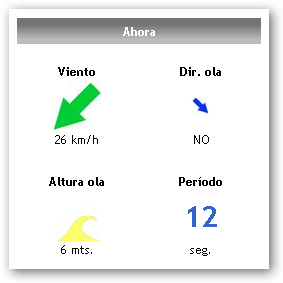 Ahora
Viento Dir. ola
26 km/h NO
Altura ola Período
12
6 mts. seg.